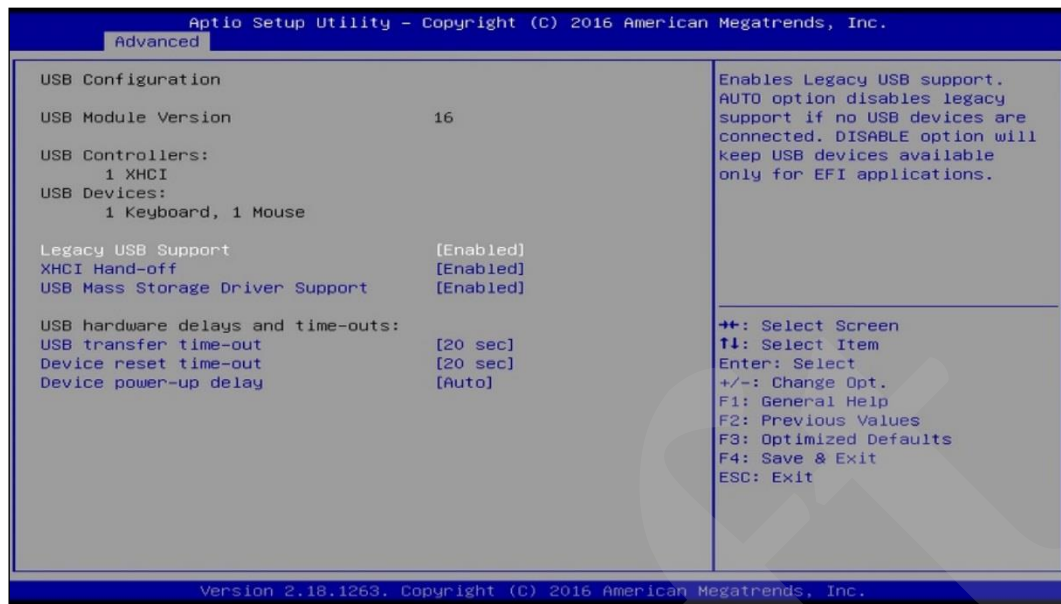 Aptio Setup Utility – Copyright (C) 2016 American Megatrends, Inc.
Advanced
USB Configuration
USB Module Version 16
USB Controllers:
1 XHCI
USB Devices:
1 Keyboard, 1 Mouse
Legacy USB Support [Enabled]
XHCI Hand-off [Enabled]
USB Mass Storage Driver Support [Enabled]
USB hardware delays and time-outs:
USB transfer time-out [20 sec]
Device reset time-out [20 sec]
Device power-up delay [Auto]
Enables Legacy USB support.
AUTO option disables legacy
support if no USB devices are
connected. DISABLE option will
keep USB devices available
only for EFI applications.
→←: Select Screen
↑↓: Select Item
Enter: Select
+/-: Change Opt.
F1: General Help
F2: Previous Values
F3: Optimized Defaults
F4: Save & Exit
ESC: Exit
Version 2.18.1263. Copyright (C) 2016 American Megatrends, Inc.